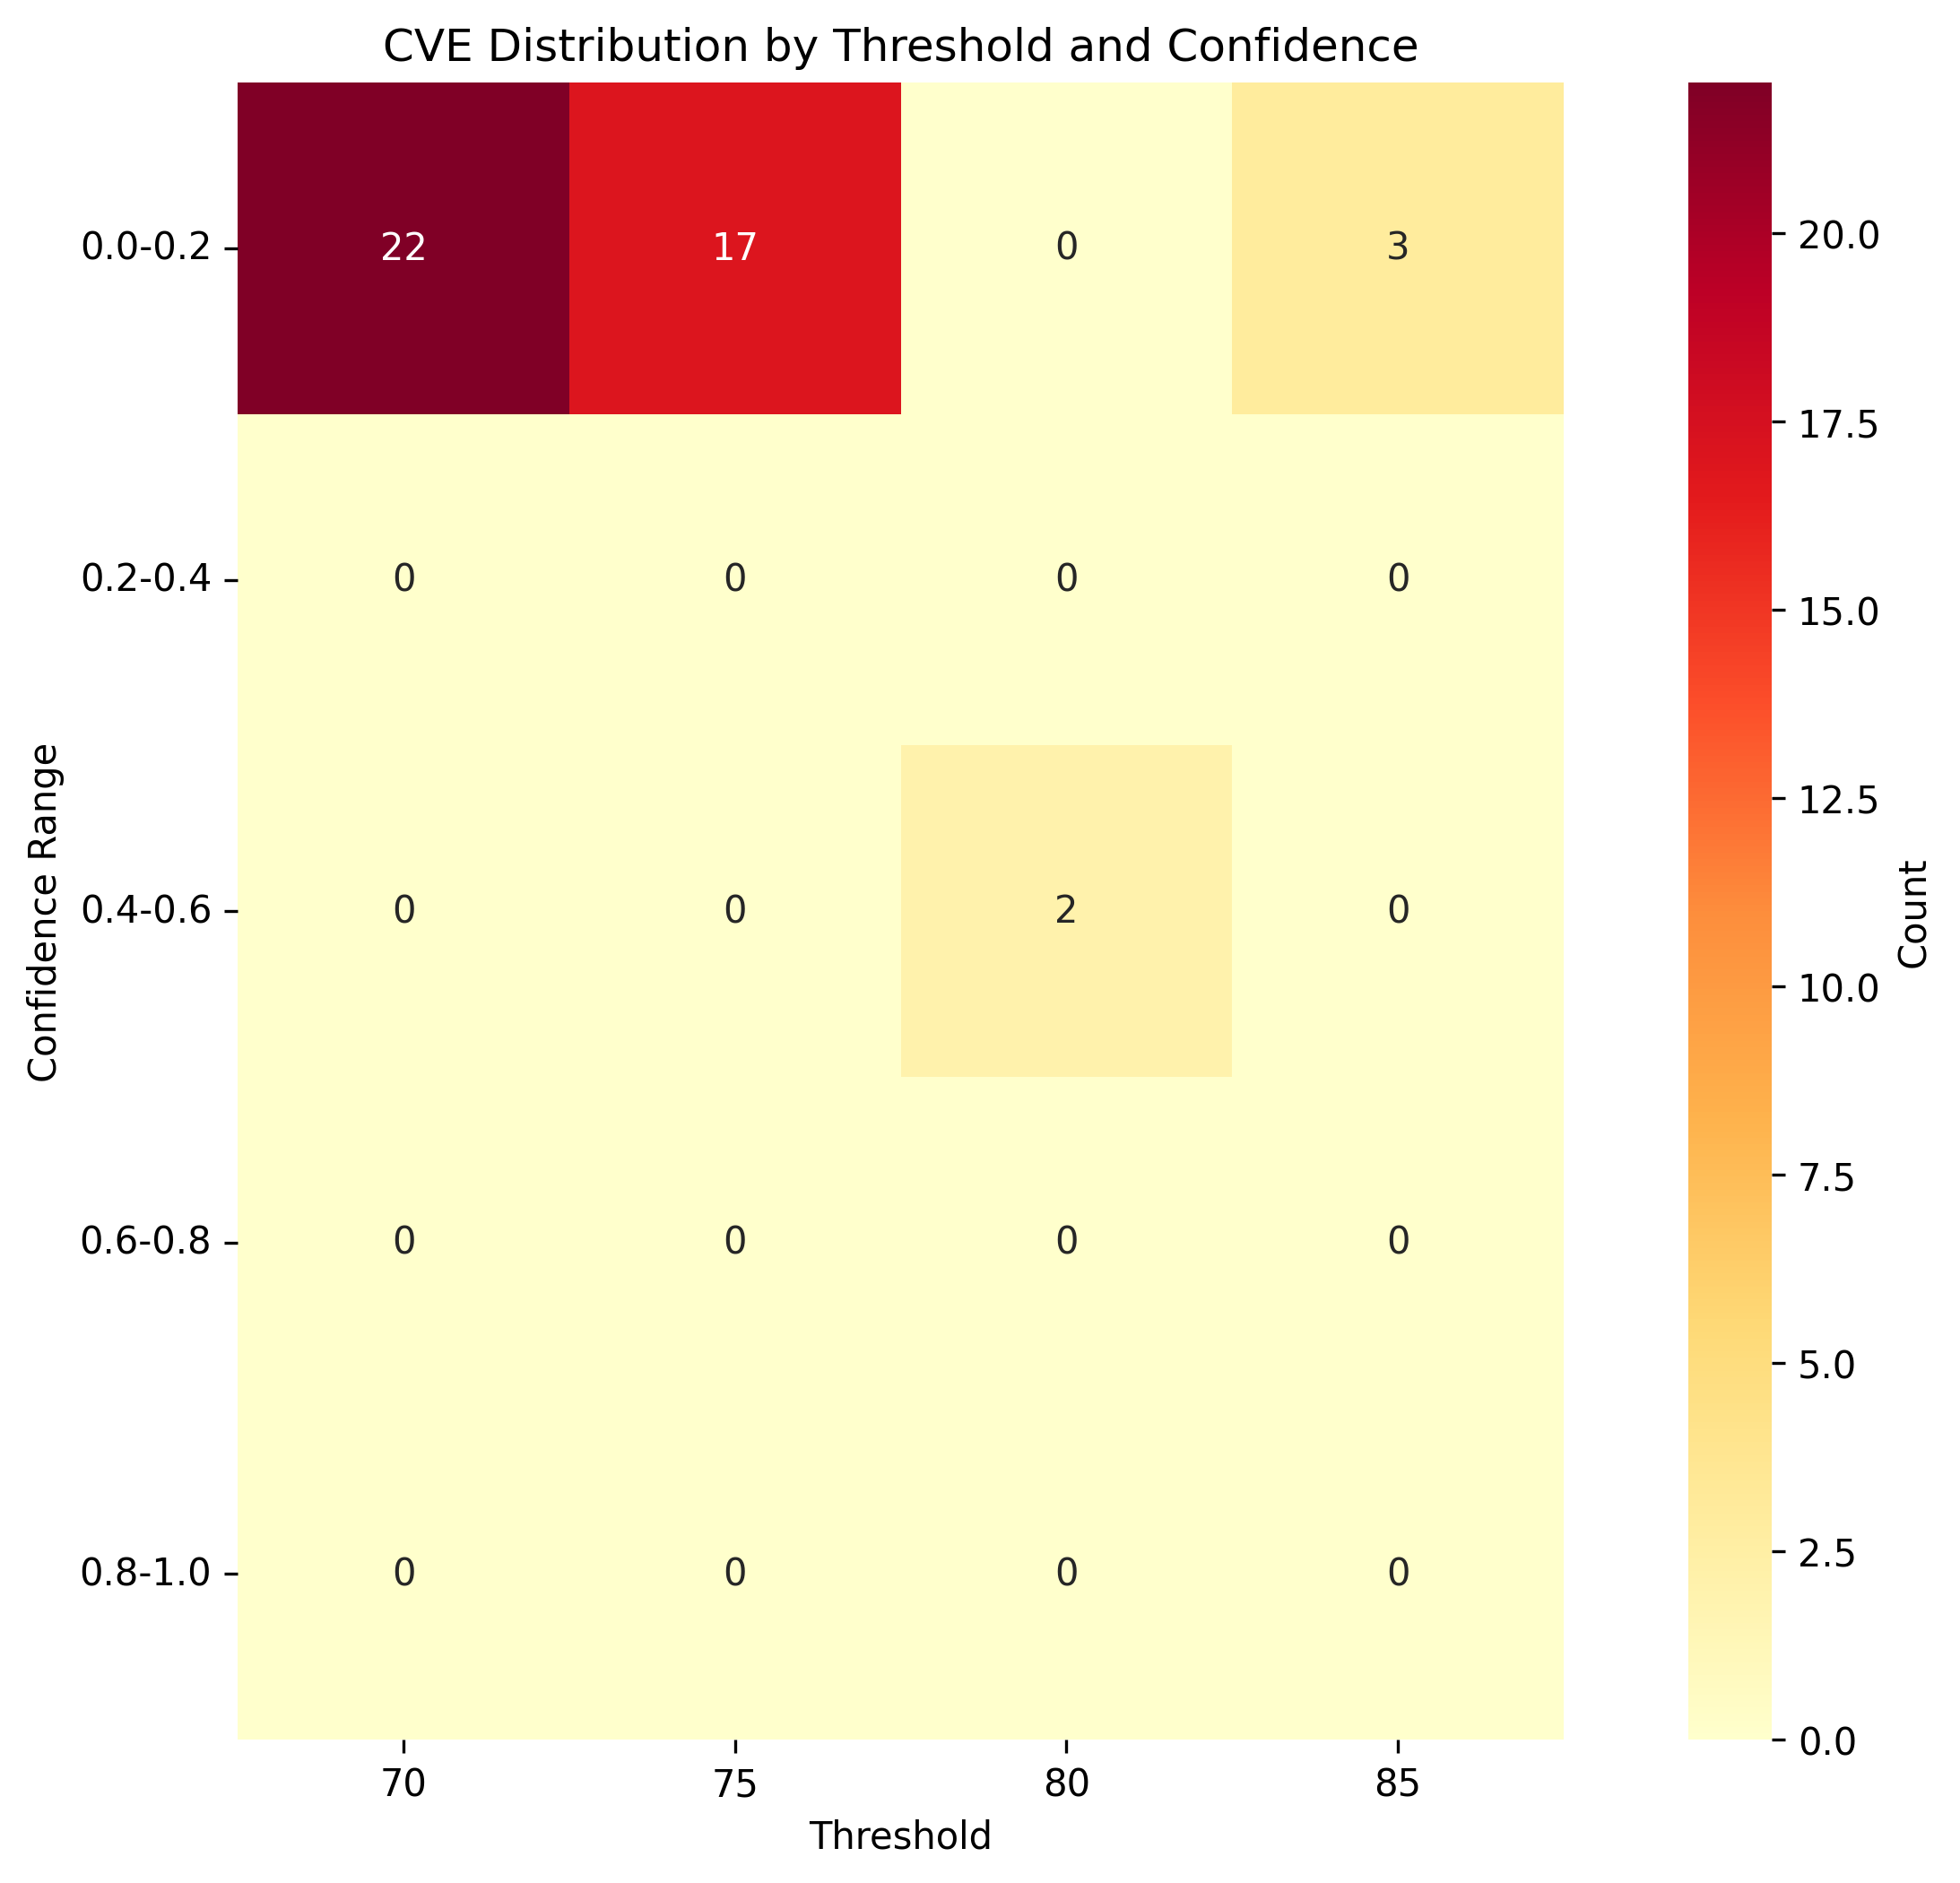 CVE Distribution by Threshold and Confidence
0.0-0.2 22 17 0 3
0.2-0.4 0 0 0 0
0.4-0.6 0 0 2 0
0.6-0.8 0 0 0 0
0.8-1.0 0 0 0 0
70 75 80 85
Threshold
Confidence Range
20.0
17.5
15.0
12.5
10.0
7.5
5.0
2.5
0.0
Count